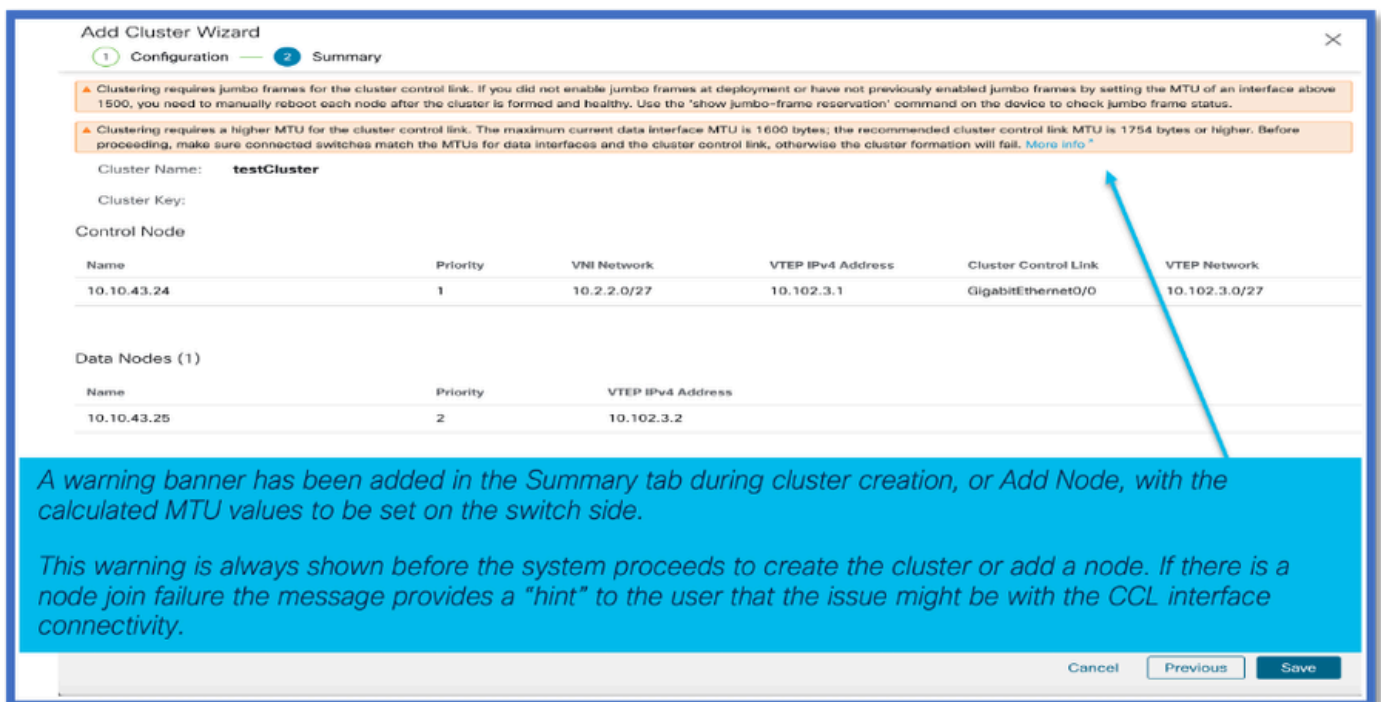 Add Cluster Wizard
1 Configuration 2 Summary
Clustering requires jumbo frames for the cluster control link. If you did not enable jumbo frames at deployment or have not previously enabled jumbo frames by setting the MTU of an interface above
1500, you need to manually reboot each node after the cluster is formed and healthy. Use the 'show jumbo-frame reservation' command on the device to check jumbo frame status.
Clustering requires a higher MTU for the cluster control link. The maximum current data interface MTU is 1600 bytes; the recommended cluster control link MTU is 1754 bytes or higher. Before
proceeding, make sure connected switches match the MTUs for data interfaces and the cluster control link, otherwise the cluster formation will fail. More info
Cluster Name: testCluster
Cluster Key:
Control Node
Name Priority VNI Network VTEP IPv4 Address Cluster Control Link VTEP Network
10.10.43.24 1 10.2.2.0/27 10.102.3.1 GigabitEthernet0/0 10.102.3.0/27
Data Nodes (1)
Name Priority VTEP IPv4 Address
10.10.43.25 2 10.102.3.2
A warning banner has been added in the Summary tab during cluster creation, or Add Node, with the
calculated MTU values to be set on the switch side.
This warning is always shown before the system proceeds to create the cluster or add a node. If there is a
node join failure the message provides a “hint” to the user that the issue might be with the CCL interface
connectivity.
Cancel Previous Save